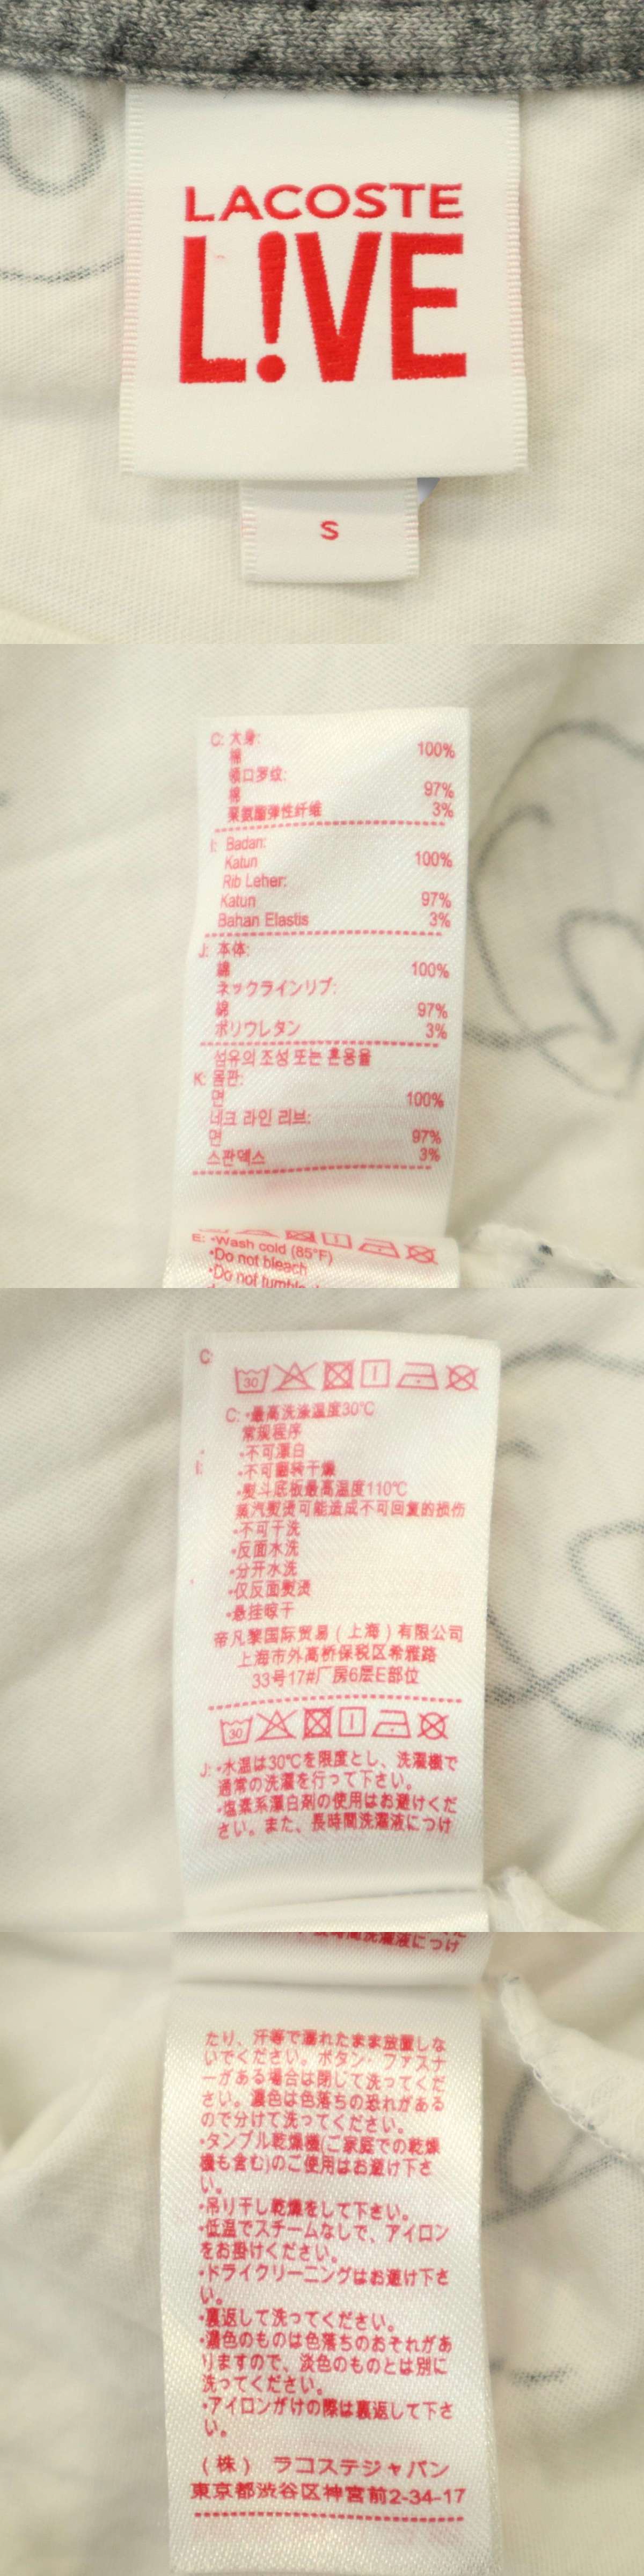 LACOSTE
L!VE
S
C: 大身:
棉 100%
领口罗纹:
棉 97%
聚氨酯弹性纤维 3%
I: Badan:
Katun 100%
Rib Leher:
Katun 97%
Bahan Elastis 3%
J: 本体:
綿 100%
ネックラインリブ:
綿 97%
ポリウレタン 3%
섬유의 조성 또는 혼용율
K: 몸판:
면 100%
네크 라인 리브:
면 97%
스판덱스 3%
E: •Wash cold (85°F)
•Do not bleach
•Do not tumble
C:
30
C: •最高洗涤温度30℃
常规程序
•不可漂白
I: •不可翻转干燥
•熨斗底板最高温度110℃
蒸汽熨烫可能造成不可回复的损伤
•不可干洗
•反面水洗
•分开水洗
•仅反面熨烫
•悬挂晾干
帝凡黎国际贸易（上海）有限公司
上海市外高桥保税区希雅路
33号17#厂房6层E部位
30
J: •水温は30℃を限度とし、洗濯機で
通常の洗濯を行って下さい。
•塩素系漂白剤の使用はお避けくだ
さい。また、長時間洗濯液につけ
時間洗濯液につけ
たり、汗等で濡れたまま放置しな
いでください。ボタン・ファスナ
ーがある場合は閉じて洗ってくだ
さい。濃色は色落ちの恐れがある
ので分けて洗ってください。
•タンブル乾燥機(ご家庭での乾燥
機も含む)のご使用はお避け下さ
い。
•吊り干し乾燥をして下さい。
•低温でスチームなしで、アイロン
をお掛けください。
•ドライクリーニングはお避け下さ
い。
•裏返して洗ってください。
•濃色のものは色落ちのおそれがあ
りますので、淡色のものとは別に
洗ってください。
•アイロンがけの際は裏返して下さ
い。
（株） ラコステジャパン
東京都渋谷区神宮前2-34-17